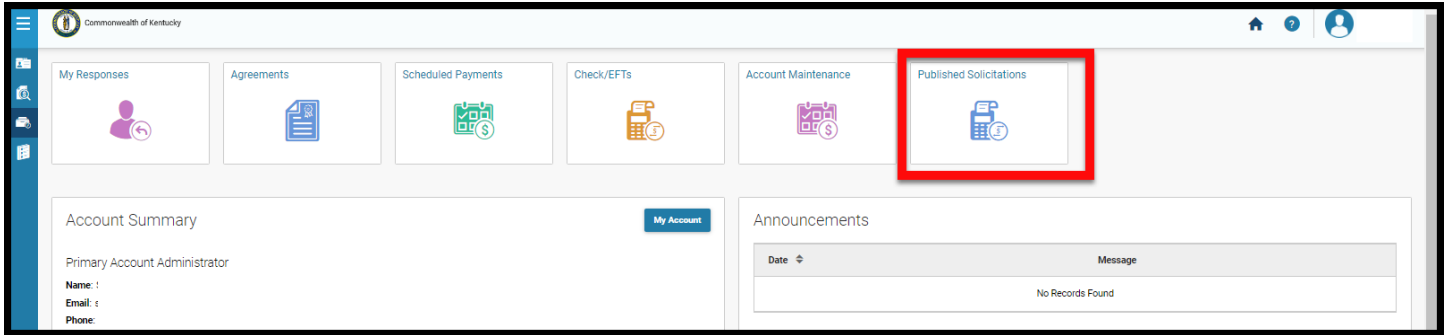 Commonwealth of Kentucky
My Responses
Agreements
Scheduled Payments
Check/EFTs
Account Maintenance
Published Solicitations
Account Summary
My Account
Primary Account Administrator
Name:
Email:
Phone:
Announcements
Date
Message
No Records Found